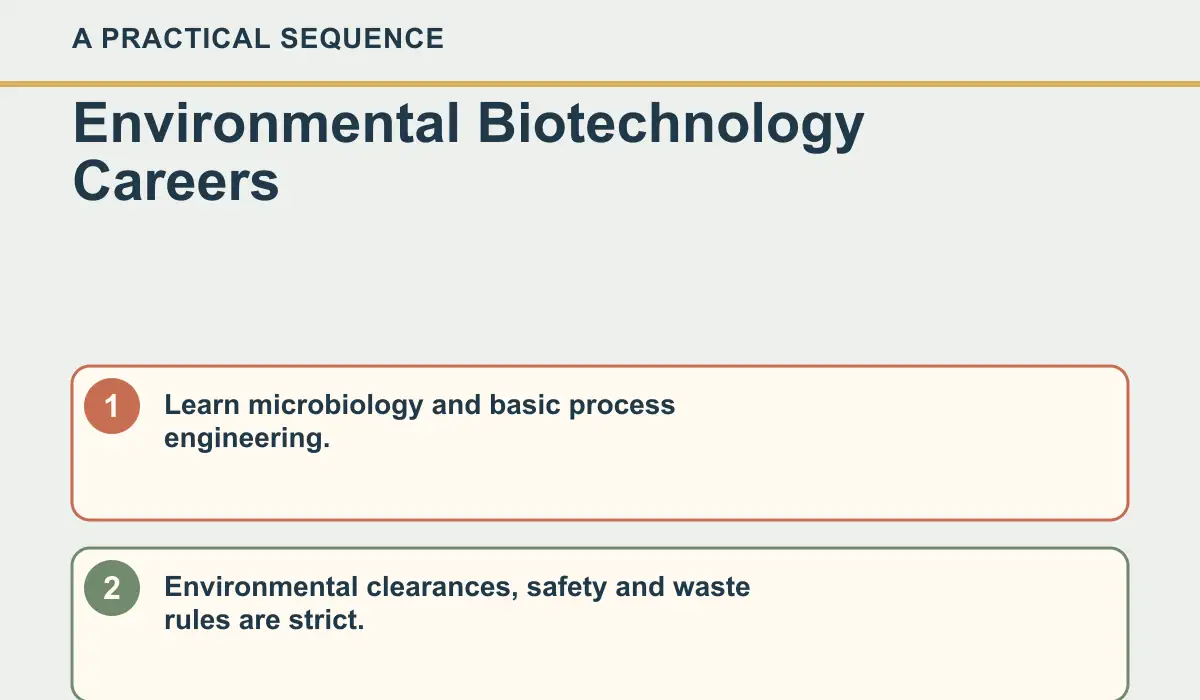 A PRACTICAL SEQUENCE
Environmental Biotechnology
Careers
1
Learn microbiology and basic process
engineering.
2
Environmental clearances, safety and waste
rules are strict.